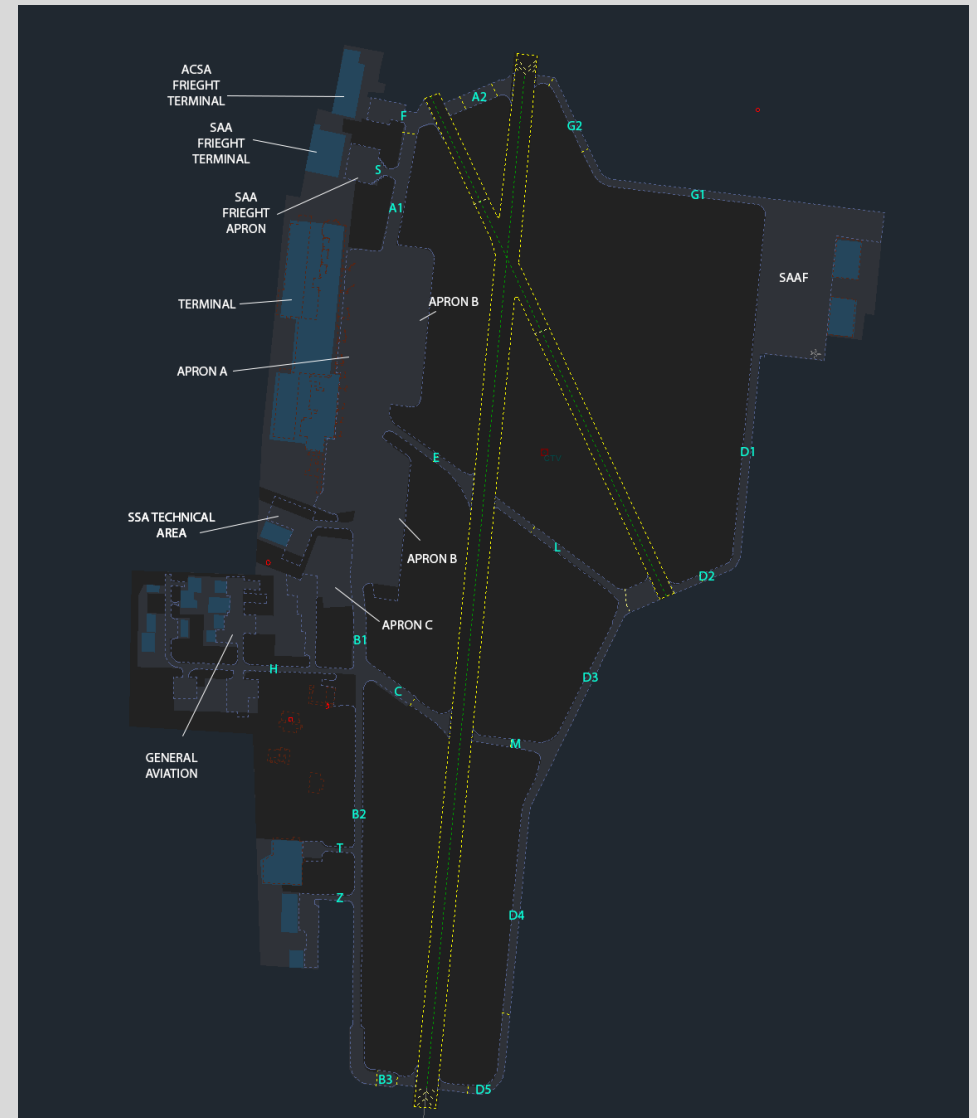 ACSA
FRIEGHT
TERMINAL
A2
F
G2
SAA
FRIEGHT
TERMINAL
S
G1
SAA
FRIEGHT
APRON
A1
SAAF
TERMINAL
APRON B
APRON A
E
CTV
D1
SSA TECHNICAL
AREA
L
APRON B
D2
APRON C
B1
H
D3
C
M
GENERAL
AVIATION
B2
T
Z
D4
B3
D5